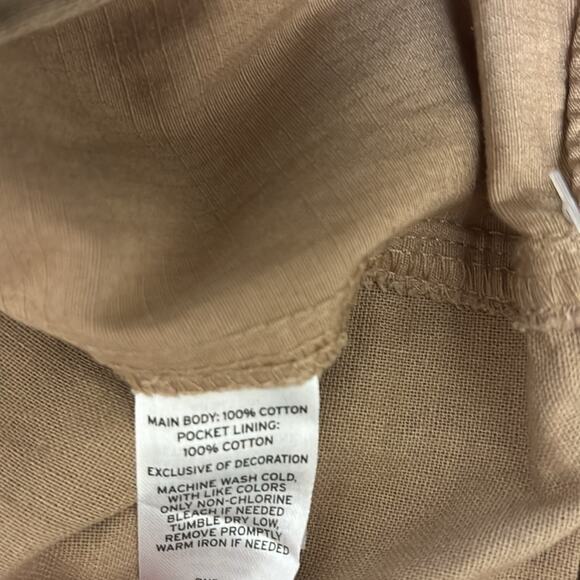 MAIN BODY: 100% COTTON
POCKET LINING:
100% COTTON
EXCLUSIVE OF DECORATION
MACHINE WASH COLD,
WITH LIKE COLORS
ONLY NON-CHLORINE
BLEACH IF NEEDED
TUMBLE DRY LOW,
REMOVE PROMPTLY
WARM IRON IF NEEDED